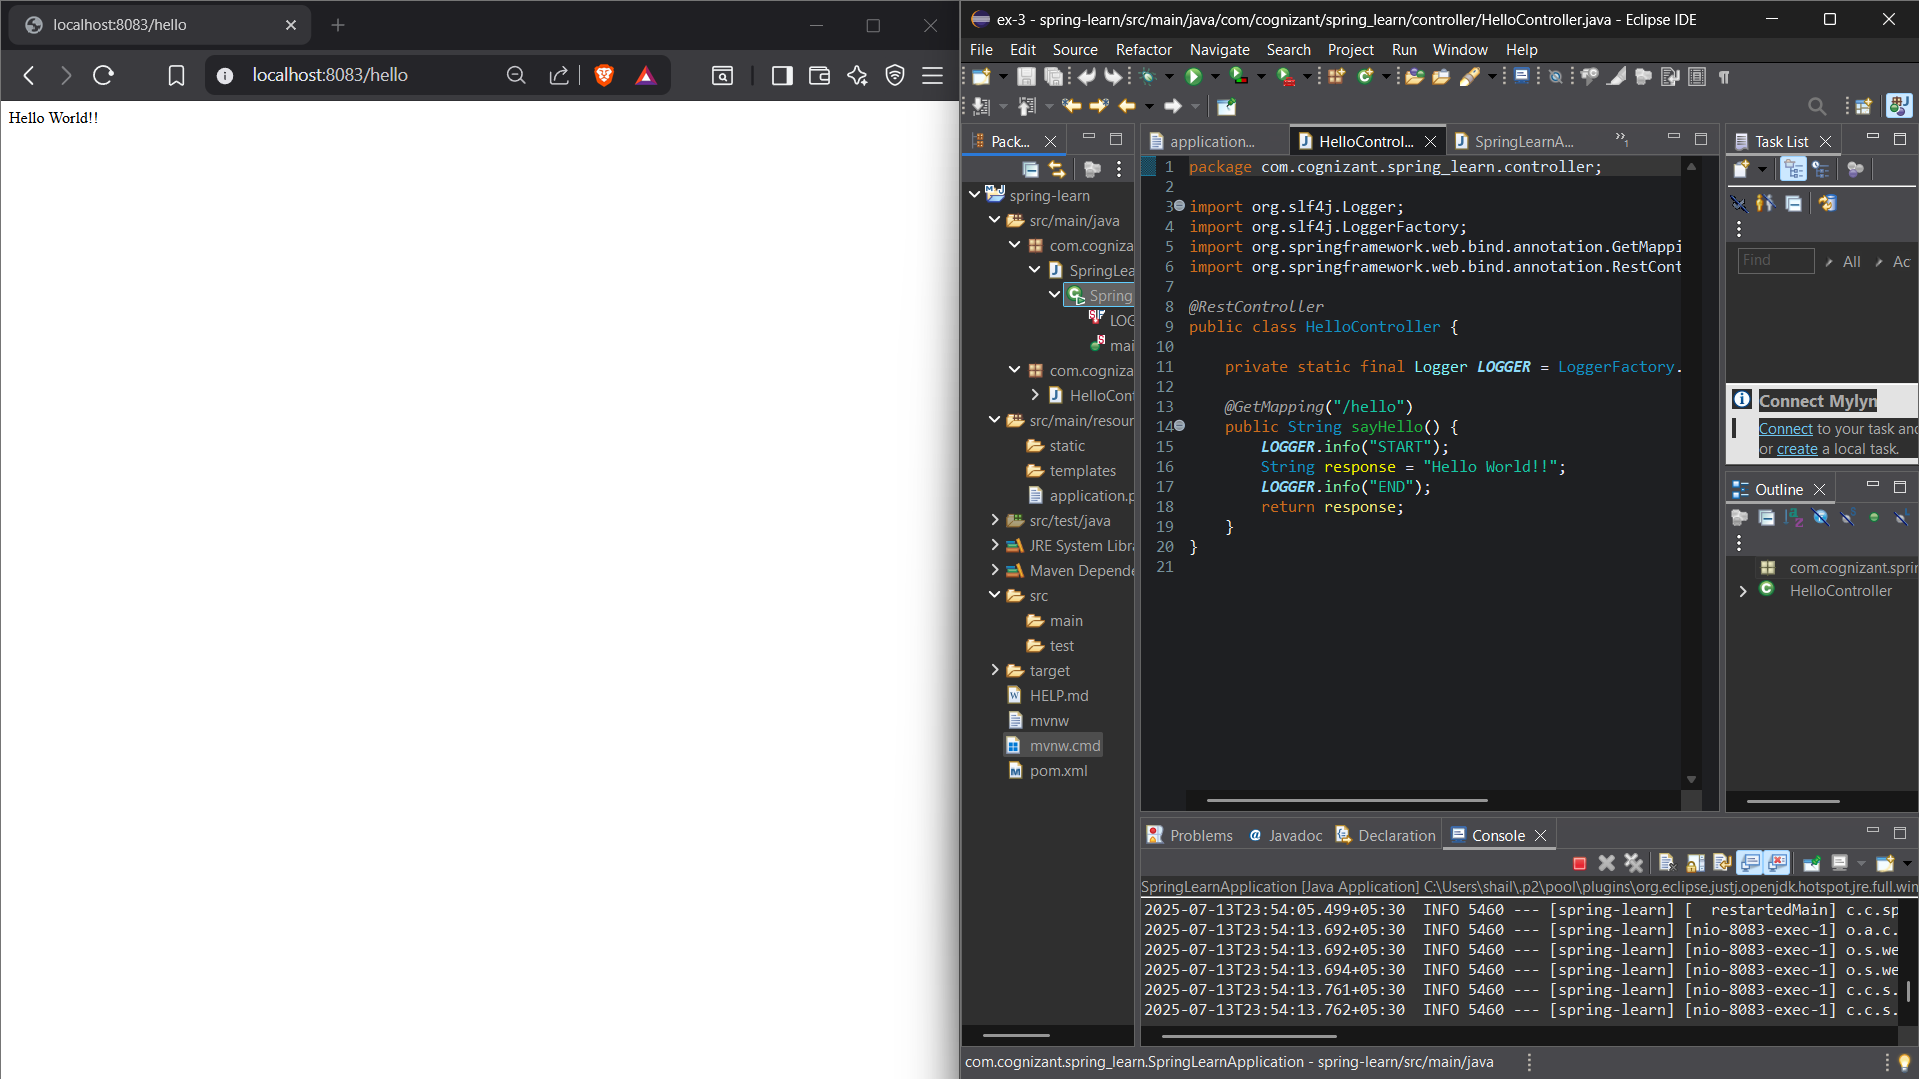 localhost:8083/hello
localhost:8083/hello
Hello World!!
ex-3 - spring-learn/src/main/java/com/cognizant/spring_learn/controller/HelloController.java - Eclipse IDE
File Edit Source Refactor Navigate Search Project Run Window Help
Pack...
spring-learn
src/main/java
com.cogniza
SpringLea
Spring
LOG
mai
com.cogniza
HelloCont
src/main/resour
static
templates
application.p
src/test/java
JRE System Libra
Maven Depende
src
main
test
target
HELP.md
mvnw
mvnw.cmd
pom.xml
application... HelloControl... SpringLearnA... 1
1 package com.cognizant.spring_learn.controller;
2
3 import org.slf4j.Logger;
4 import org.slf4j.LoggerFactory;
5 import org.springframework.web.bind.annotation.GetMappi
6 import org.springframework.web.bind.annotation.RestCont
7
8 @RestController
9 public class HelloController {
10
11 private static final Logger LOGGER = LoggerFactory.
12
13 @GetMapping("/hello")
14 public String sayHello() {
15 LOGGER.info("START");
16 String response = "Hello World!!";
17 LOGGER.info("END");
18 return response;
19 }
20 }
21
Task List
Find All Ac
Connect Mylyn
Connect to your task and
or create a local task.
Outline
com.cognizant.sprin
HelloController
Problems Javadoc Declaration Console
SpringLearnApplication [Java Application] C:\Users\shail\.p2\pool\plugins\org.eclipse.justj.openjdk.hotspot.jre.full.win
2025-07-13T23:54:05.499+05:30 INFO 5460 --- [spring-learn] [ restartedMain] c.c.sp
2025-07-13T23:54:13.692+05:30 INFO 5460 --- [spring-learn] [nio-8083-exec-1] o.a.c.
2025-07-13T23:54:13.692+05:30 INFO 5460 --- [spring-learn] [nio-8083-exec-1] o.s.we
2025-07-13T23:54:13.694+05:30 INFO 5460 --- [spring-learn] [nio-8083-exec-1] o.s.we
2025-07-13T23:54:13.761+05:30 INFO 5460 --- [spring-learn] [nio-8083-exec-1] c.c.s.
2025-07-13T23:54:13.762+05:30 INFO 5460 --- [spring-learn] [nio-8083-exec-1] c.c.s.
com.cognizant.spring_learn.SpringLearnApplication - spring-learn/src/main/java